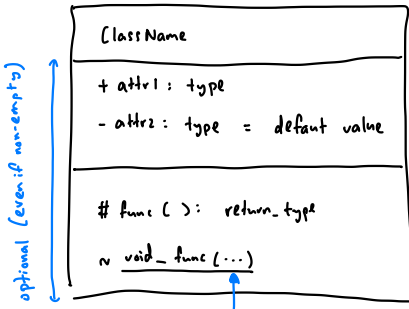 ClassName
+ attr1 : type
- attr2 : type = defaut value
# func ( ) : return_type
~ void_func (...)
optional (even if non-empty)